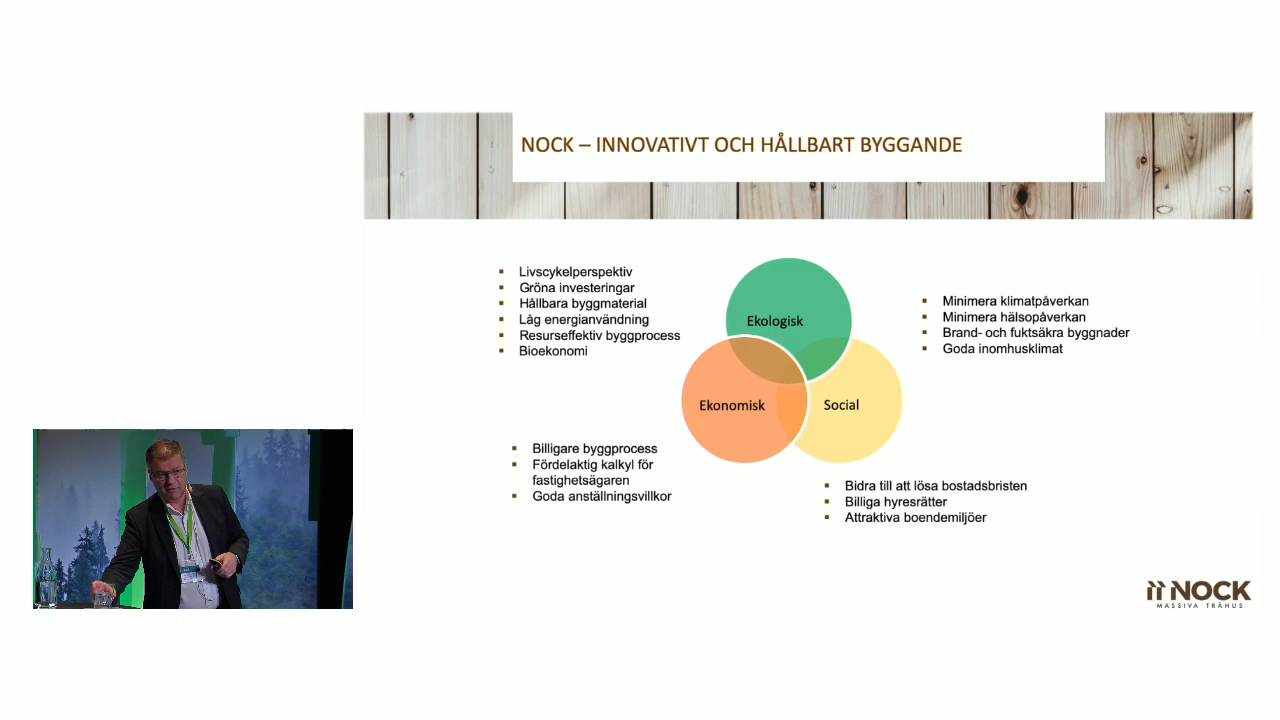 NOCK – INNOVATIVT OCH HÅLLBART BYGGANDE
Livscykelperspektiv
Gröna investeringar
Hållbara byggmaterial
Låg energianvändning
Resurseffektiv byggprocess
Bioekonomi
Ekologisk
Ekonomisk
Social
Minimera klimatpåverkan
Minimera hälsopåverkan
Brand- och fuktsäkra byggnader
Goda inomhusklimat
Billigare byggprocess
Fördelaktig kalkyl för
fastighetsägaren
Goda anställningsvillkor
Bidra till att lösa bostadsbristen
Billiga hyresrätter
Attraktiva boendemiljöer
NOCK
MASSIVA TRÄHUS